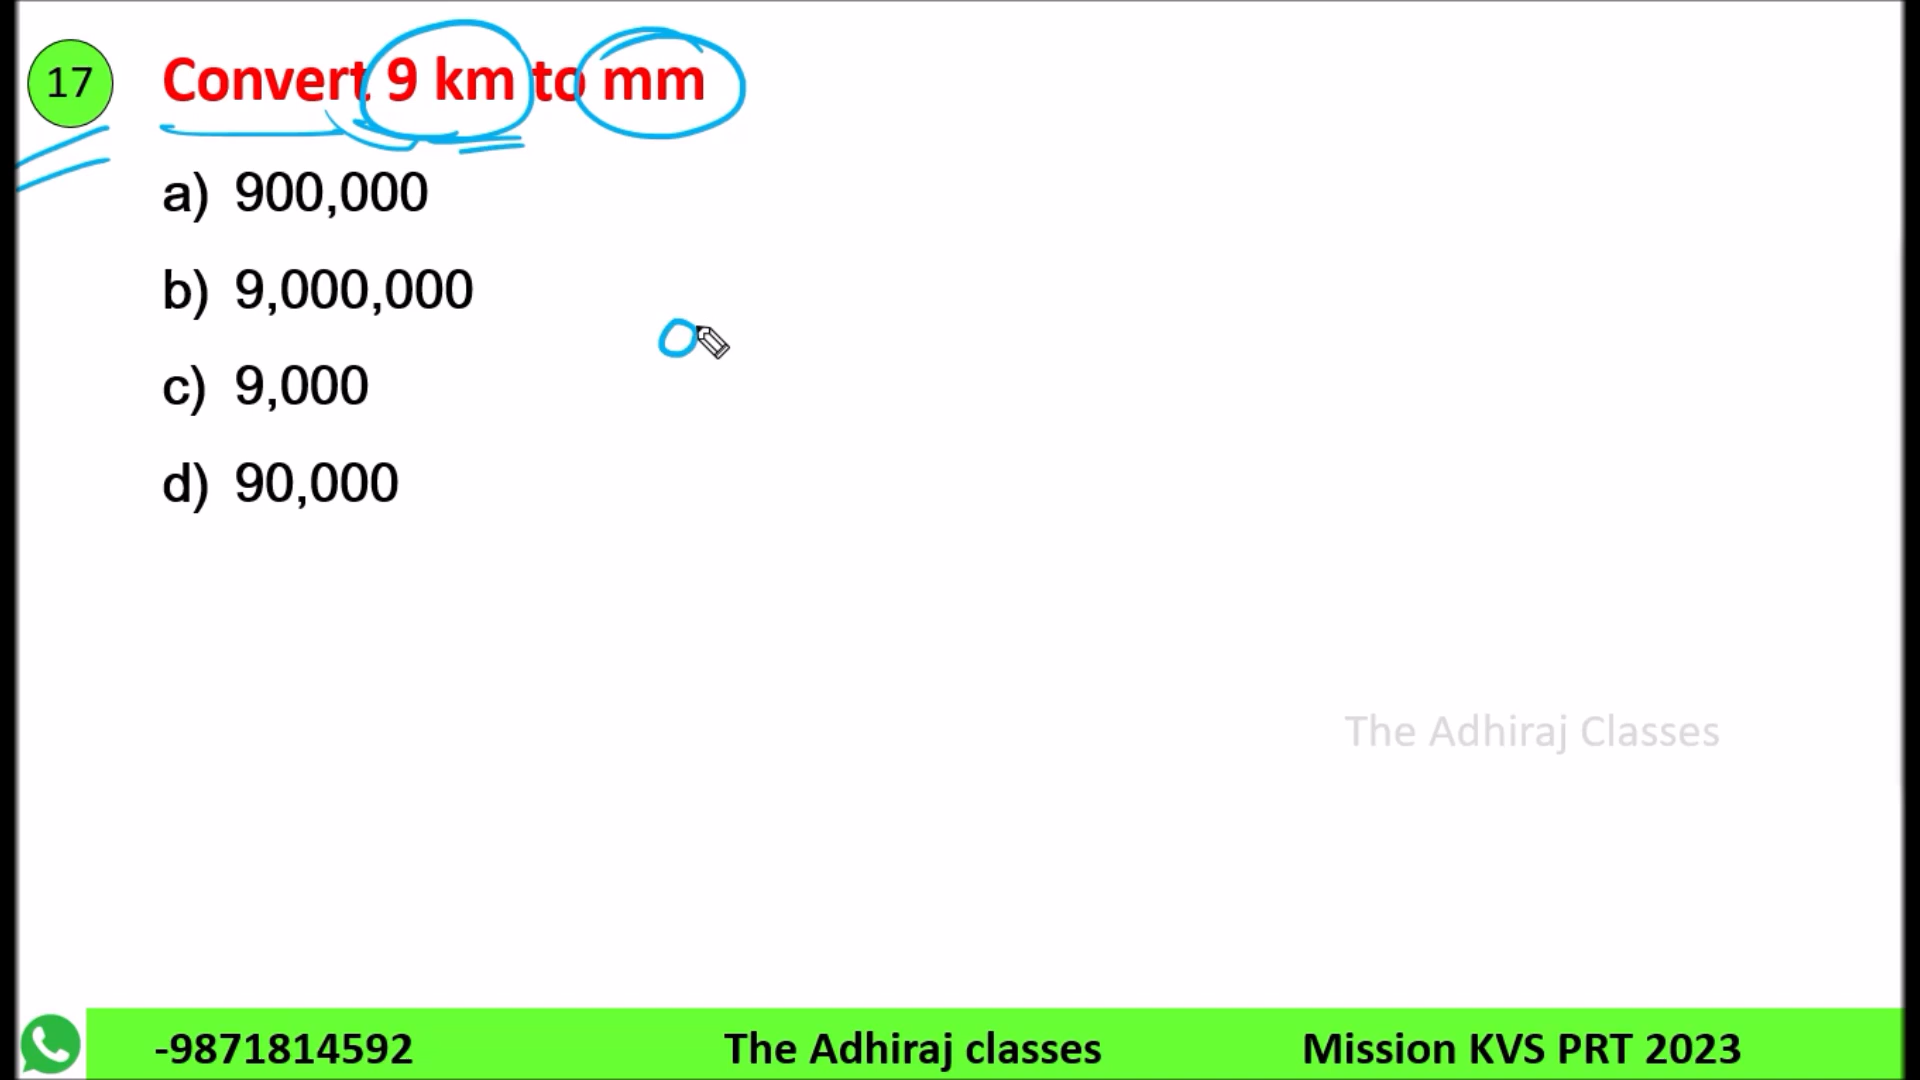 17 Convert 9 km to mm
a) 900,000
b) 9,000,000
c) 9,000
d) 90,000
The Adhiraj Classes
-9871814592 The Adhiraj classes Mission KVS PRT 2023